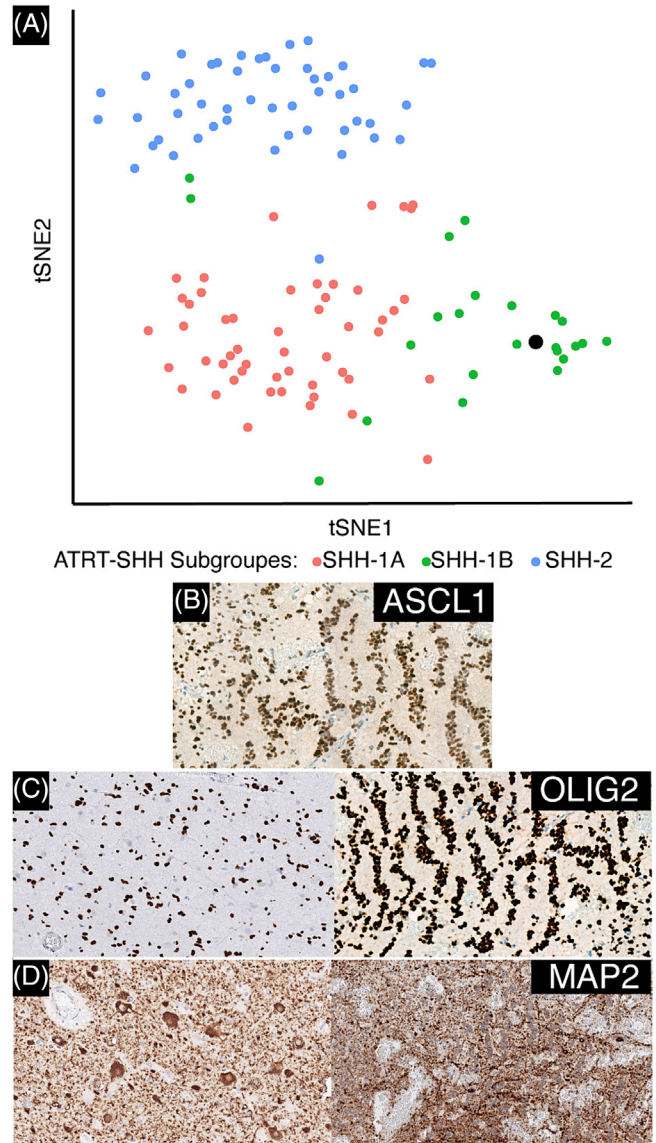 (A)
tSNE2
tSNE1
ATRT-SHH Subgroupes: SHH-1A SHH-1B SHH-2
(B) ASCL1
(C) OLIG2
(D) MAP2